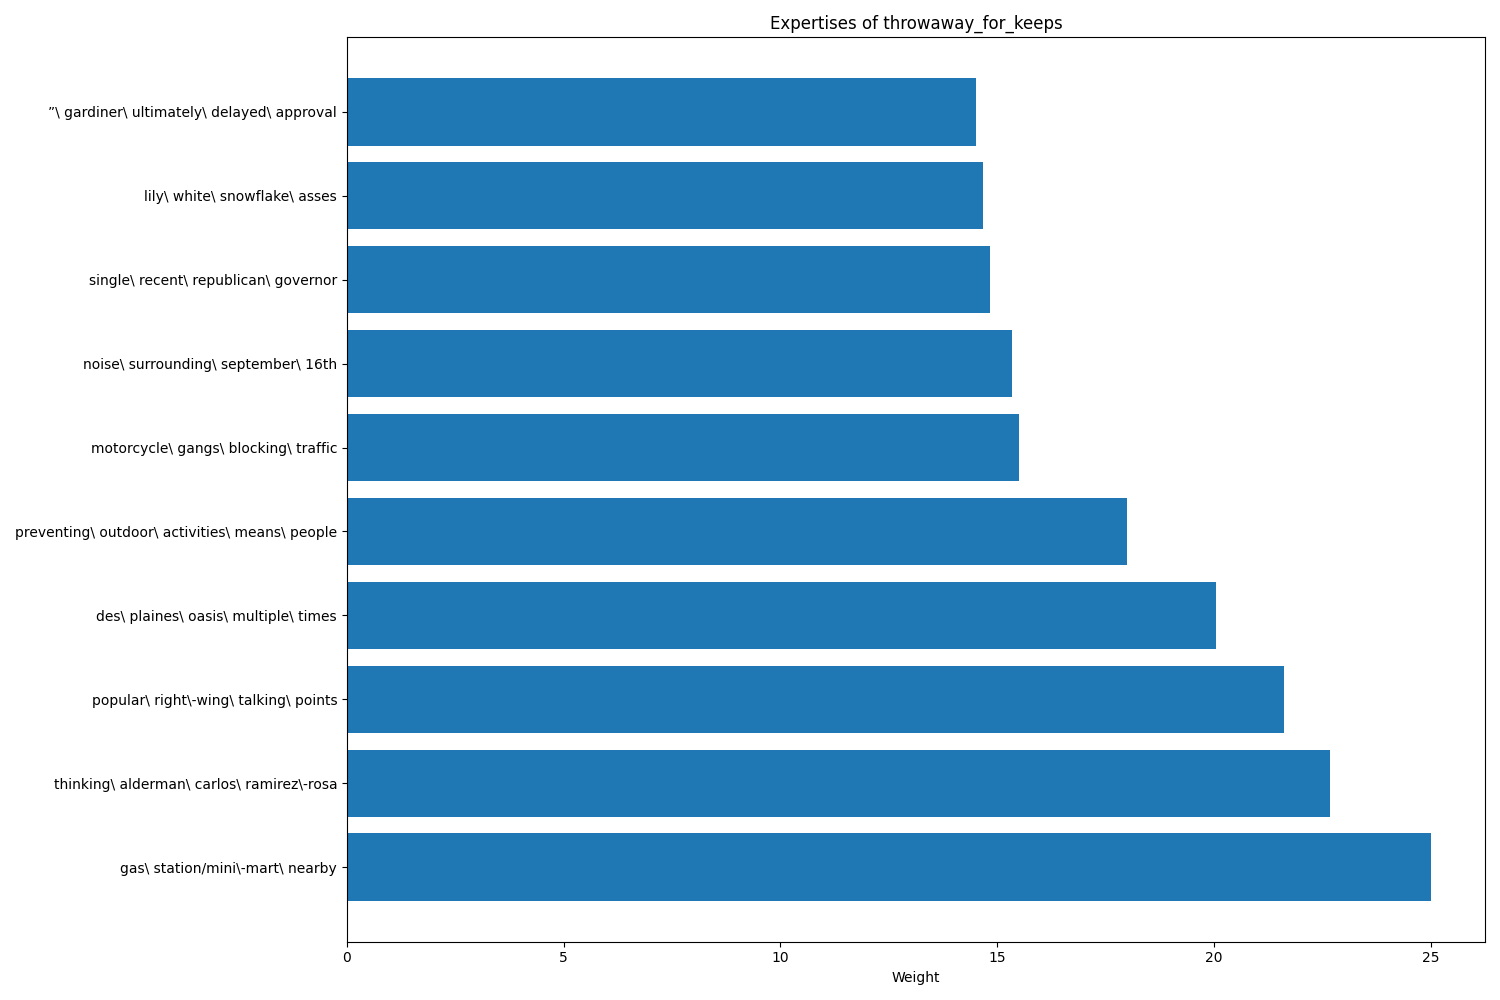 Expertises of throwaway_for_keeps
”\ gardiner\ ultimately\ delayed\ approval
lily\ white\ snowflake\ asses
single\ recent\ republican\ governor
noise\ surrounding\ september\ 16th
motorcycle\ gangs\ blocking\ traffic
preventing\ outdoor\ activities\ means\ people
des\ plaines\ oasis\ multiple\ times
popular\ right\-wing\ talking\ points
thinking\ alderman\ carlos\ ramirez\-rosa
gas\ station/mini\-mart\ nearby
0 5 10 15 20 25
Weight